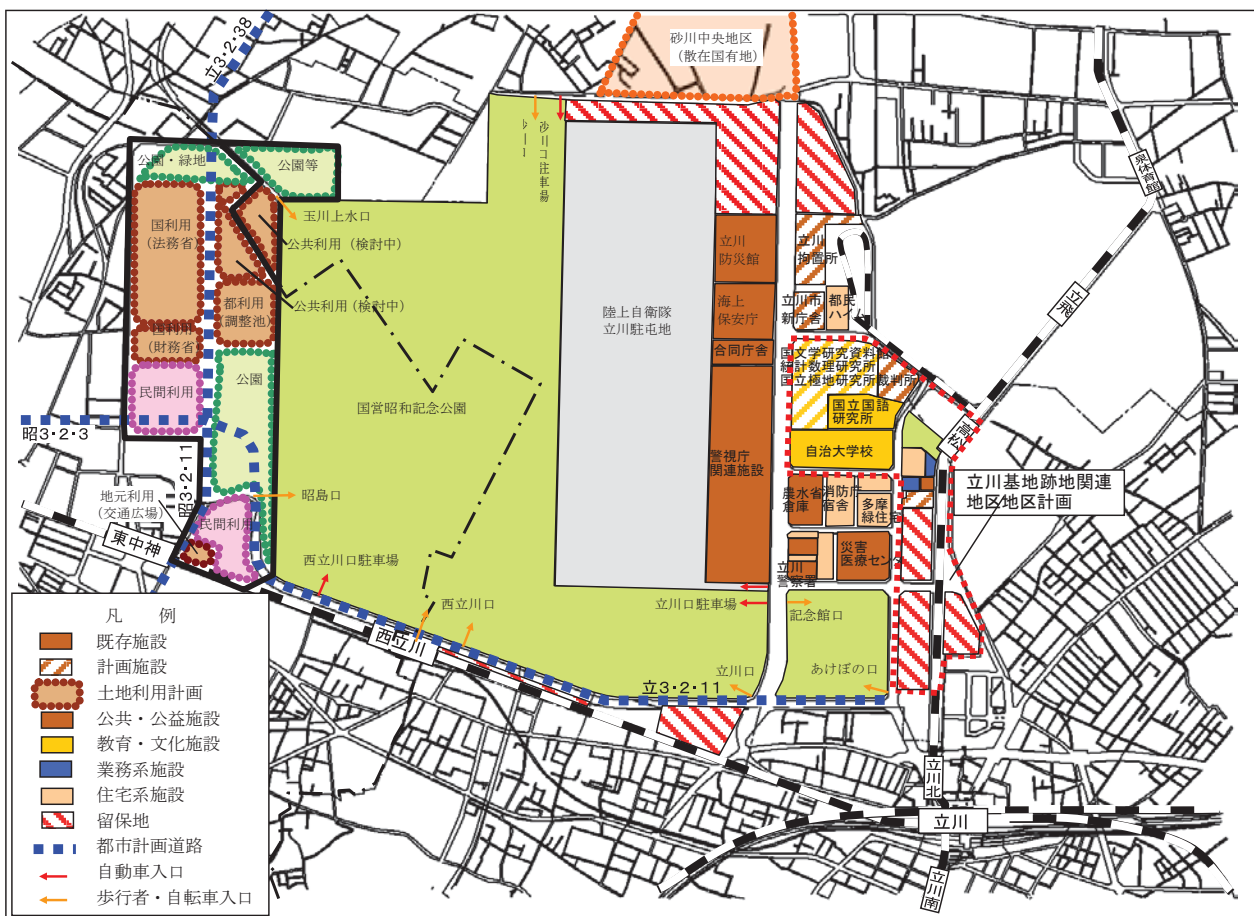 砂川中央地区
(散在国有地)
立3・2・38
砂川口
砂川口駐車場
公園・緑地
公園等
玉川上水口
公共利用（検討中）
公共利用（検討中）
国利用
(法務省)
都利用
(調整池)
国利用
(財務省)
民間利用
公園
昭3・2・3
昭3・2・11
昭島口
地元利用
(交通広場)
民間利用
東中神
国営昭和記念公園
陸上自衛隊
立川駐屯地
立川
防災館
海上
保安庁
合同庁舎
警視庁
関連施設
立川
拘置所
立川市
新庁舎
都民
ハイム
国文学研究資料館
統計数理研究所
国立極地研究所
裁判所
国立国語
研究所
自治大学校
農水省
倉庫
消防庁
宿舎
多摩
緑住宅
災害
医療センタ
立川
警察署
泉体育館
立飛
高松
立川基地跡地関連
地区地区計画
西立川口駐車場
西立川口
西立川
立川口駐車場
記念館口
立川口
あけぼの口
立3・2・11
立川北
立川
立川南
凡 例
既存施設
計画施設
土地利用計画
公共・公益施設
教育・文化施設
業務系施設
住宅系施設
留保地
都市計画道路
自動車入口
歩行者・自転車入口